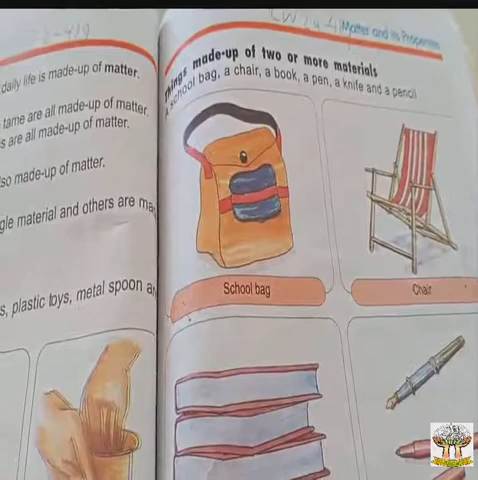 daily life is made-up of matter.
tame are all made-up of matter.
s are all made-up of matter.
so made-up of matter.
gle material and others are ma
s, plastic toys, metal spoon an
Matter and its Properties
Things made-up of two or more materials
A school bag, a chair, a book, a pen, a knife and a pencil
School bag
Chair